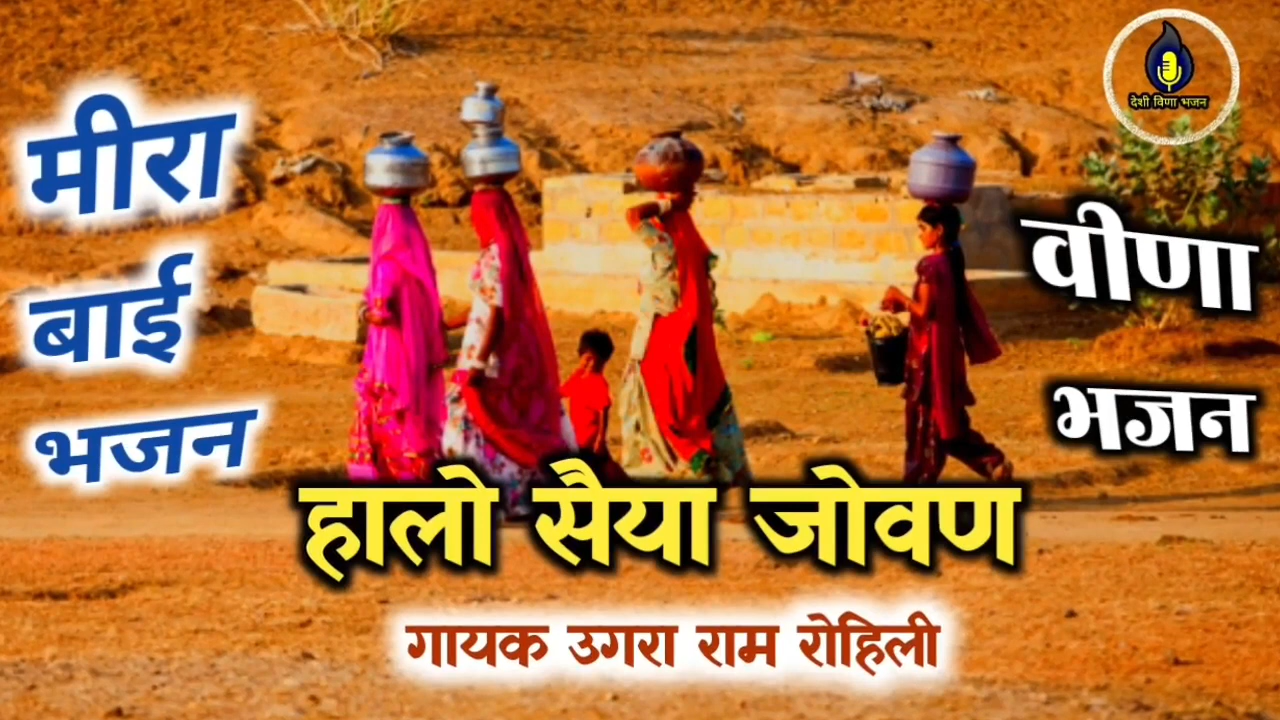 मीरा
बाई
भजन
देशी विणा भजन
वीणा
भजन
हालो सैया जोवण
गायक उगरा राम रोहिली